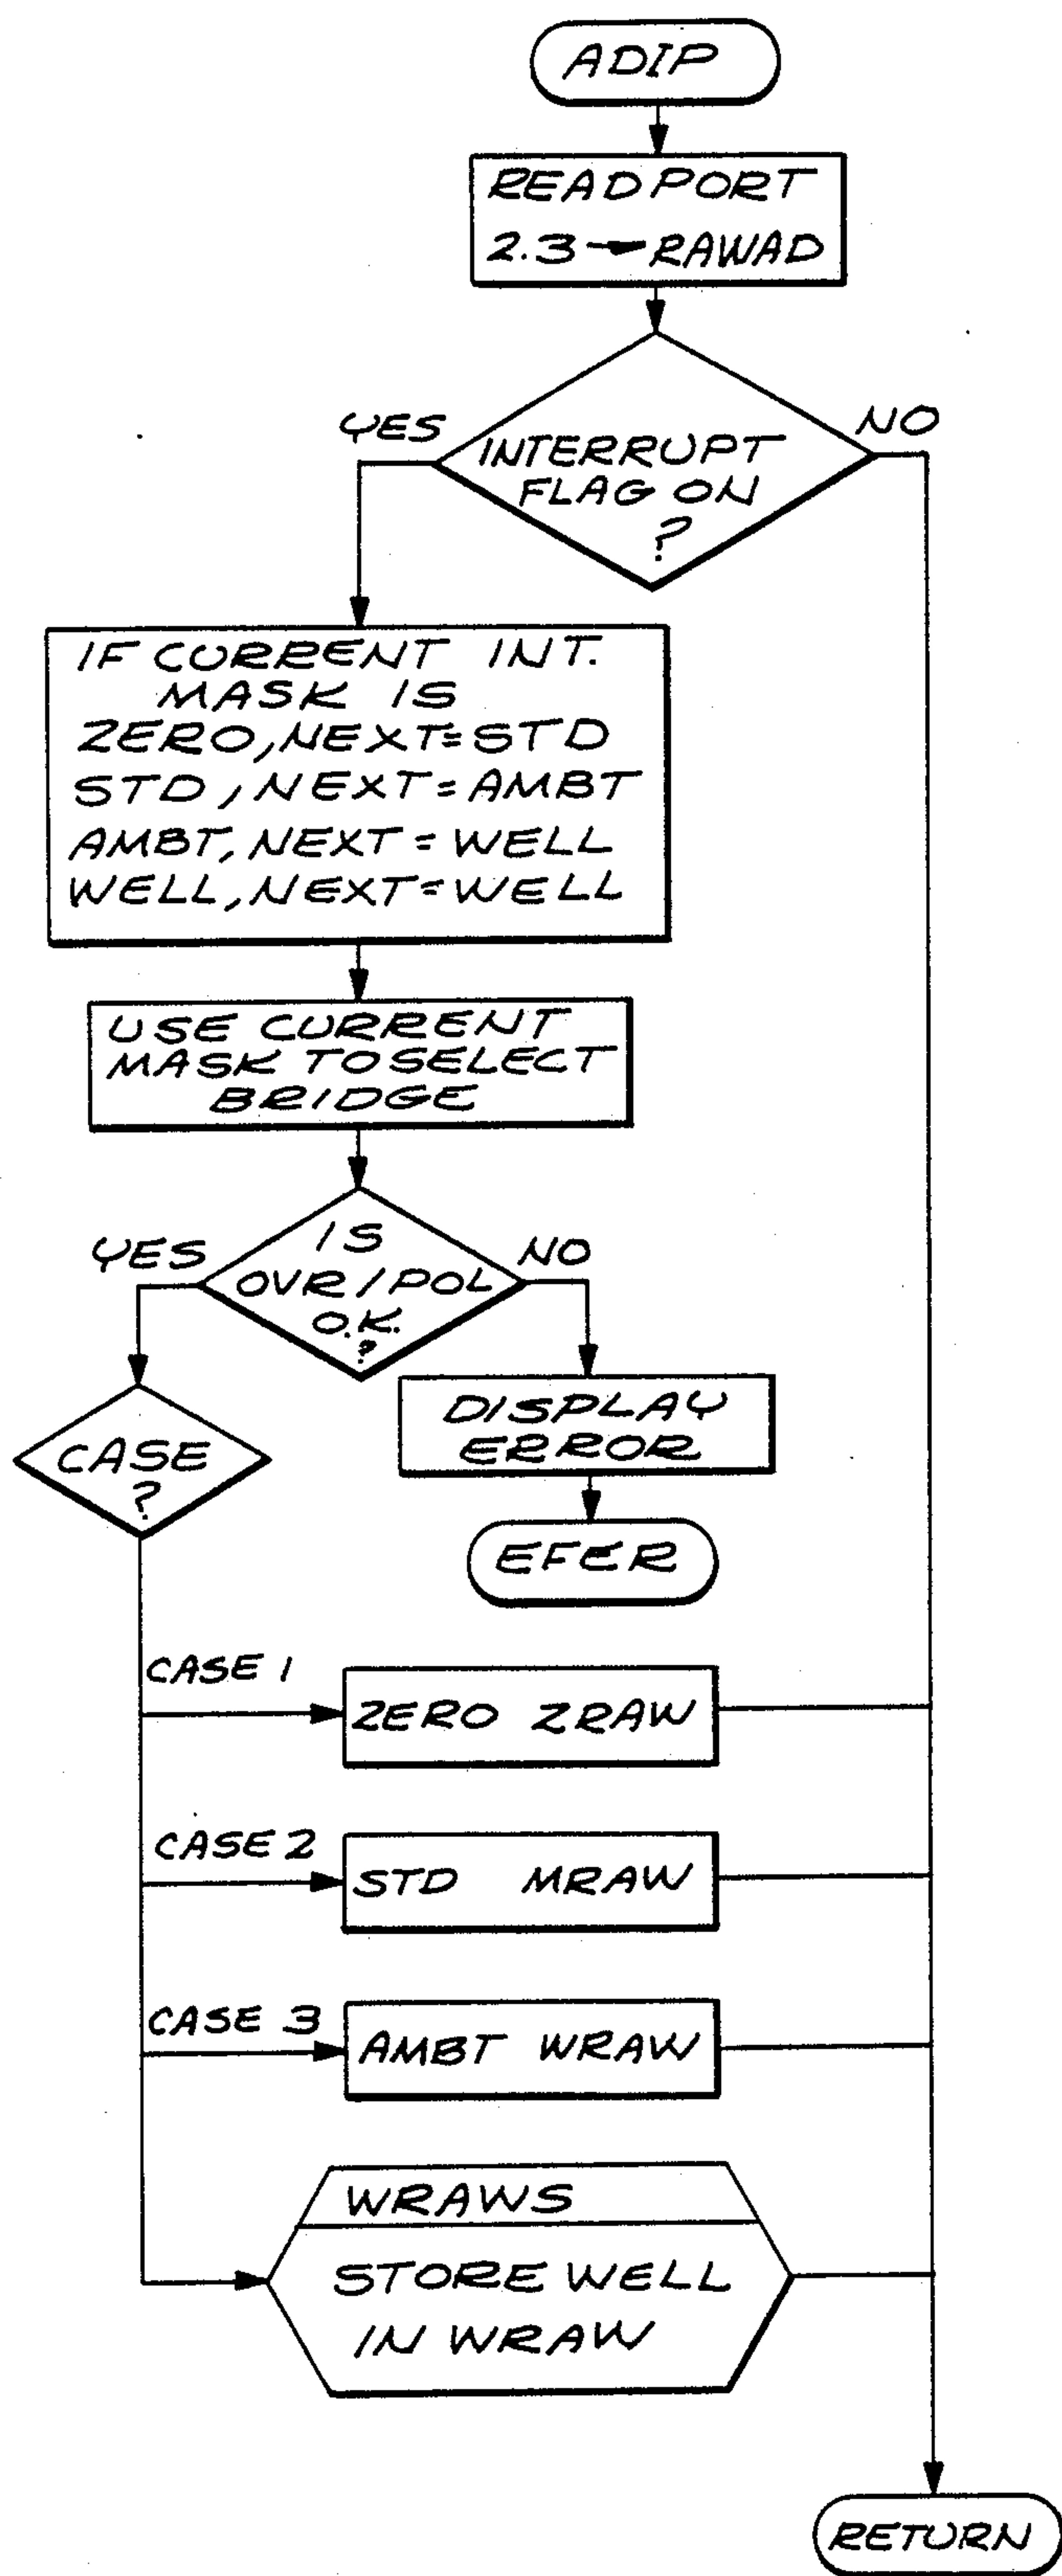 ADIP
READ PORT
2.3 → RAWAD
YES
NO
INTERRUPT
FLAG ON
?
IF CURRENT INT.
MASK IS
ZERO, NEXT=STD
STD, NEXT=AMBT
AMBT, NEXT=WELL
WELL, NEXT=WELL
USE CURRENT
MASK TO SELECT
BRIDGE
YES
NO
IS
OVR/POL
O.K.
?
CASE
?
DISPLAY
ERROR
EFER
CASE 1
ZERO ZRAW
CASE 2
STD MRAW
CASE 3
AMBT WRAW
WRAWS
STORE WELL
IN WRAW
RETURN